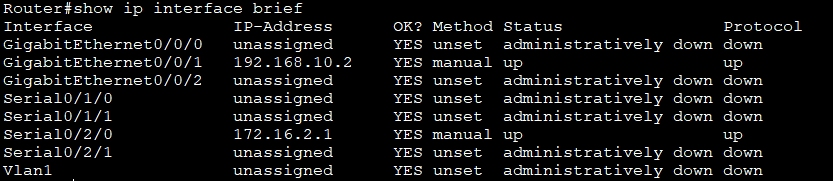 Router#show ip interface brief
Interface              IP-Address      OK? Method Status                Protocol
GigabitEthernet0/0/0   unassigned      YES unset  administratively down down
GigabitEthernet0/0/1   192.168.10.2    YES manual up                    up
GigabitEthernet0/0/2   unassigned      YES unset  administratively down down
Serial0/1/0            unassigned      YES unset  administratively down down
Serial0/1/1            unassigned      YES unset  administratively down down
Serial0/2/0            172.16.2.1      YES manual up                    up
Serial0/2/1            unassigned      YES unset  administratively down down
Vlan1                  unassigned      YES unset  administratively down down